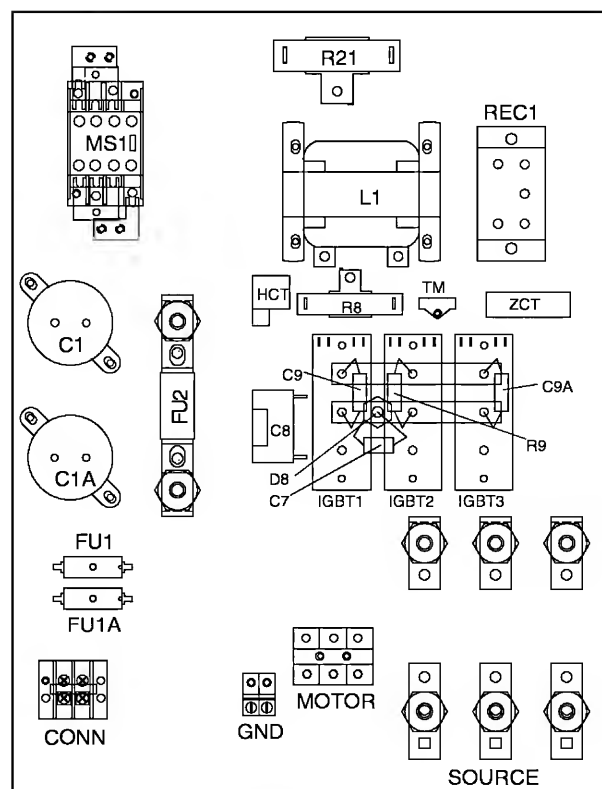 R21
REC1
MS1
L1
HCT
R8
TM
ZCT
C1
FU2
C9
C9A
C8
C1A
R9
D8
C7
IGBT1
IGBT2
IGBT3
FU1
FU1A
MOTOR
CONN
GND
SOURCE